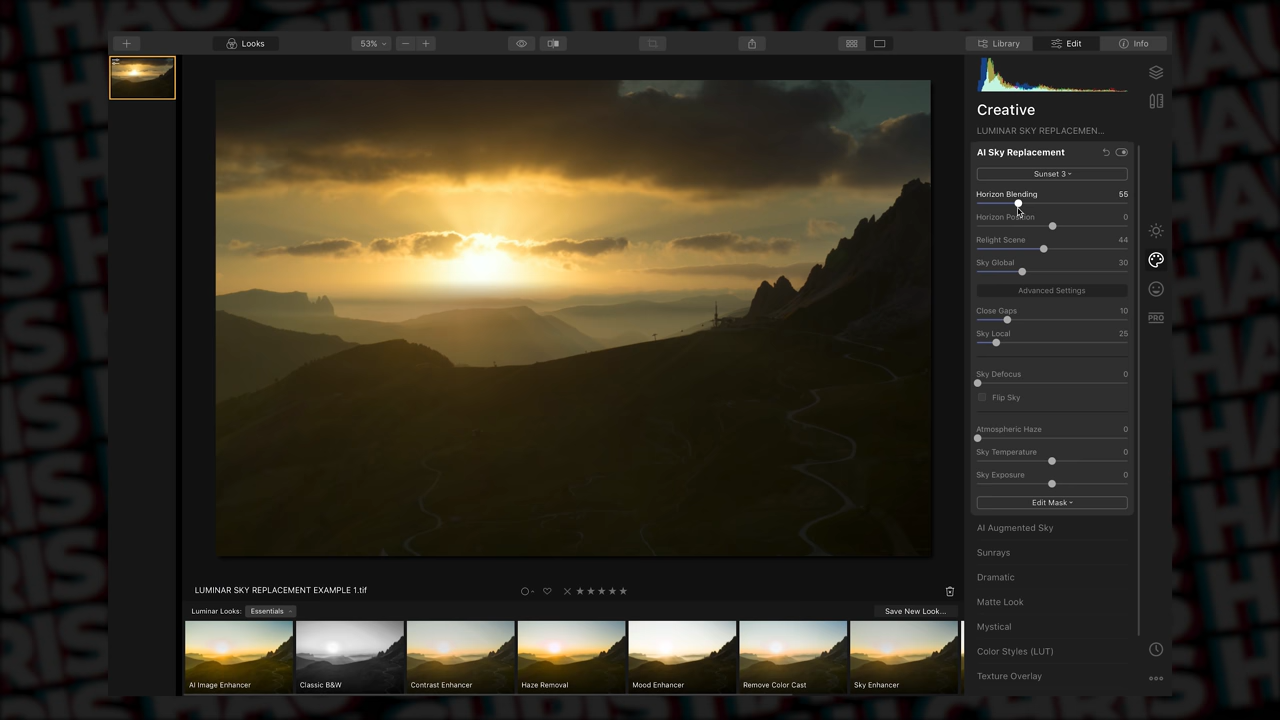 Looks
53%
Library
Edit
Info
Creative
LUMINAR SKY REPLACEMEN...
AI Sky Replacement
Sunset 3
Horizon Blending 55
Horizon Position 0
Relight Scene 44
Sky Global 30
Advanced Settings
Close Gaps 10
Sky Local 25
Sky Defocus 0
Flip Sky
Atmospheric Haze 0
Sky Temperature 0
Sky Exposure 0
Edit Mask
AI Augmented Sky
Sunrays
Dramatic
Matte Look
Mystical
Color Styles (LUT)
Texture Overlay
PRO
LUMINAR SKY REPLACEMENT EXAMPLE 1.tif
Luminar Looks: Essentials
Save New Look...
AI Image Enhancer
Classic B&W
Contrast Enhancer
Haze Removal
Mood Enhancer
Remove Color Cast
Sky Enhancer